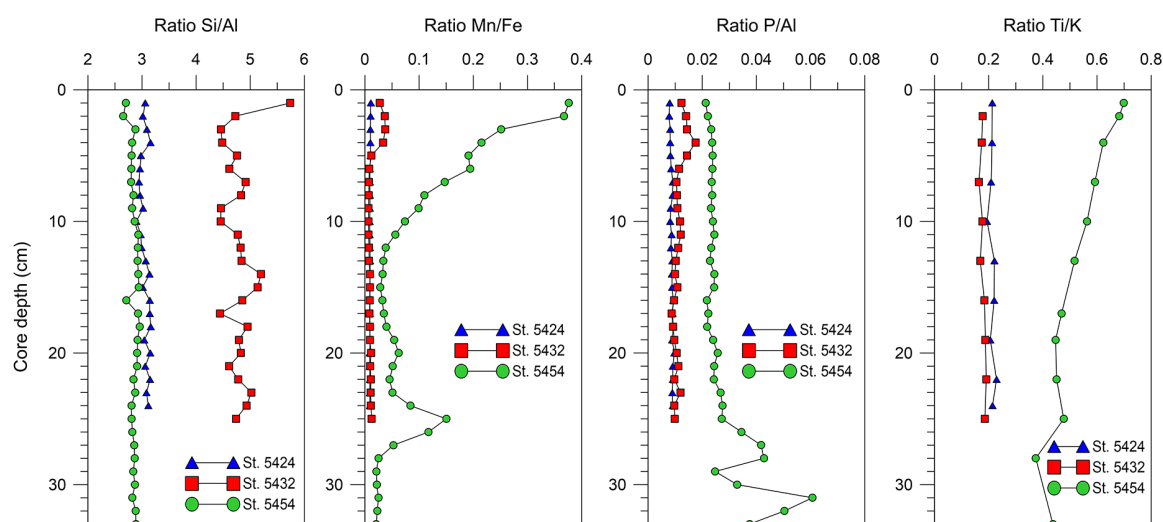 Ratio Si/Al
Ratio Mn/Fe
Ratio P/Al
Ratio Ti/K
2 3 4 5 6
0 0.1 0.2 0.3 0.4
0 0.02 0.04 0.06 0.08
0 0.2 0.4 0.6 0.8
0
10
20
30
Core depth (cm)
St. 5424
St. 5432
St. 5454
0
10
20
30
St. 5424
St. 5432
St. 5454
0
10
20
30
St. 5424
St. 5432
St. 5454
0
10
20
30
St. 5424
St. 5432
St. 5454